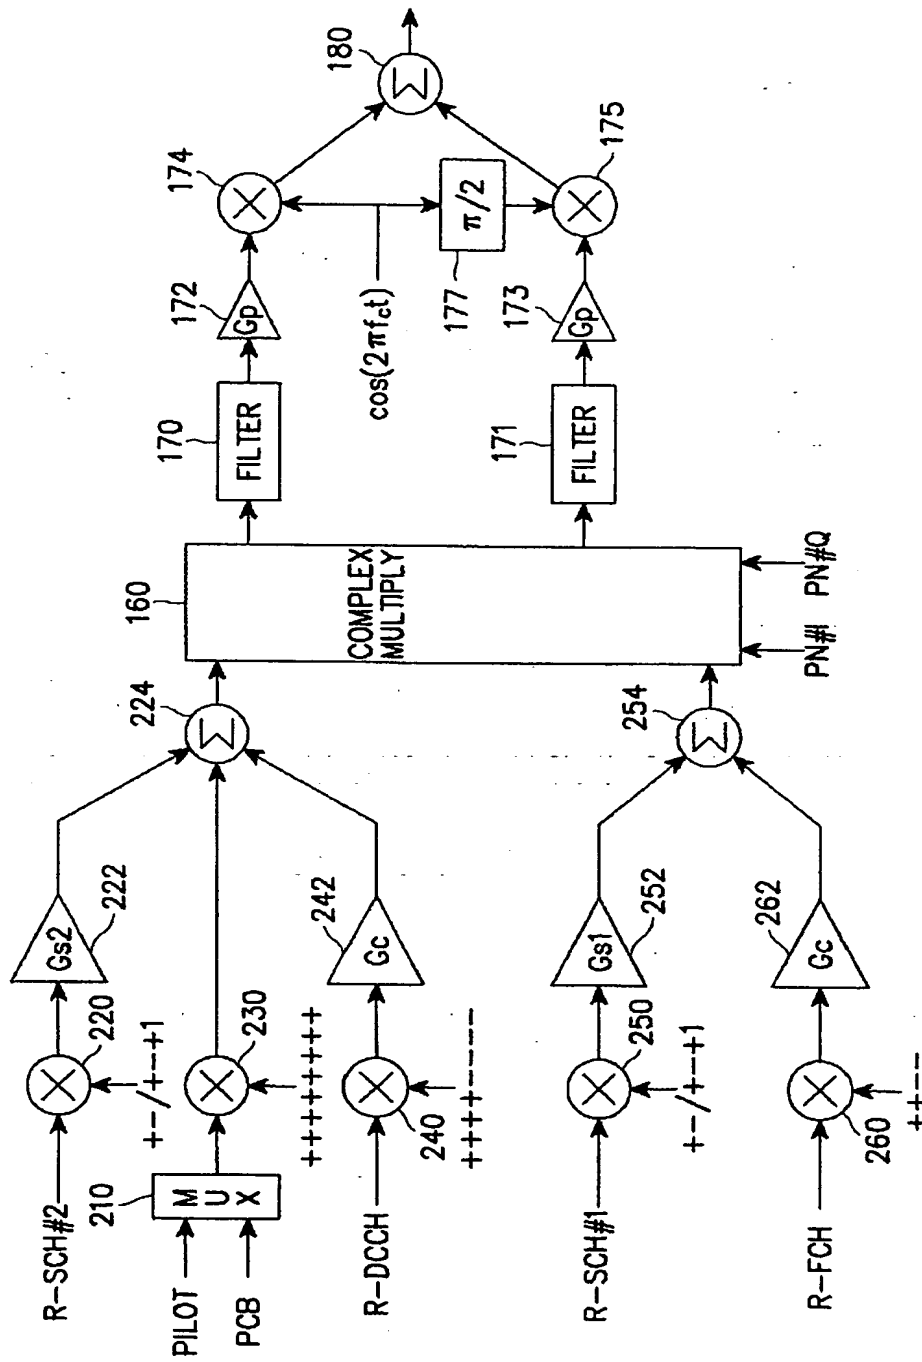 R-SCH#2
220
+-/+--+1
Gs2
222
PILOT
PCB
210
M
U
X
230
++++++++
R-DCCH
240
++++----
Gc
242
224
Σ
R-SCH#1
250
+-/+--+1
Gs1
252
R-FCH
260
++--
Gc
262
254
Σ
160
COMPLEX
MULTIPLY
PN#I
PN#Q
170
FILTER
172
Gp
174
cos(2πfct)
177
π/2
171
FILTER
173
Gp
175
180
Σ